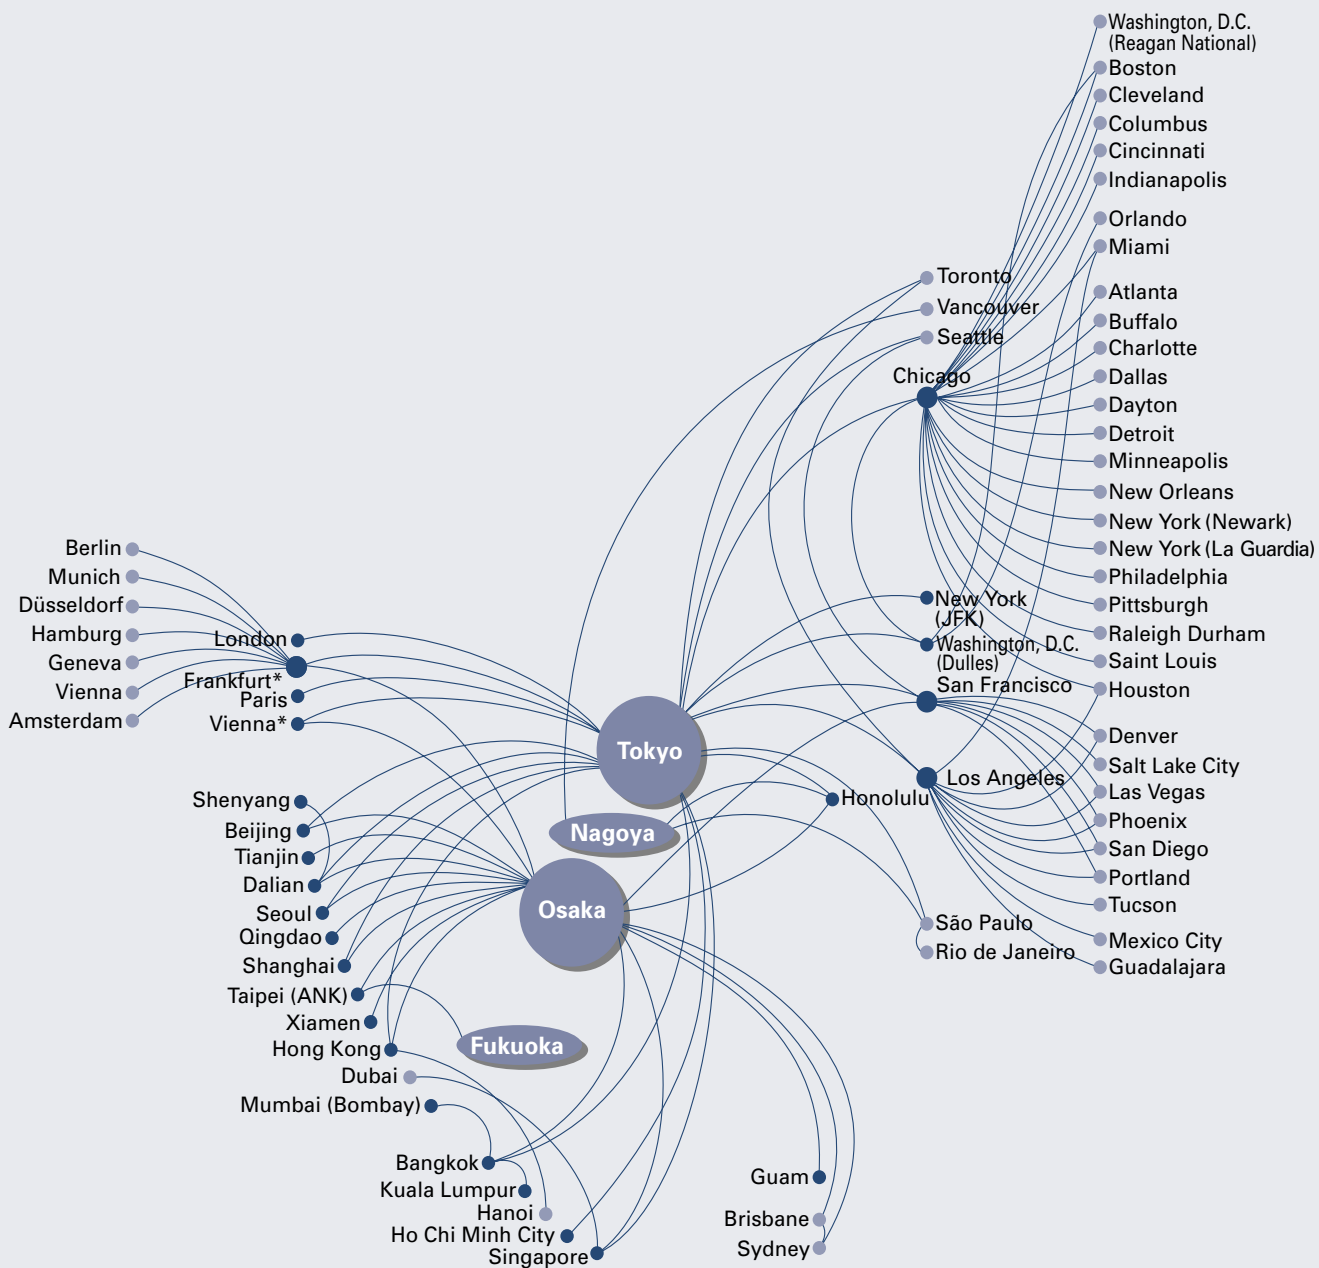 Washington, D.C.
(Reagan National)
Boston
Cleveland
Columbus
Cincinnati
Indianapolis
Orlando
Miami
Atlanta
Buffalo
Charlotte
Dallas
Dayton
Detroit
Minneapolis
New Orleans
New York (Newark)
New York (La Guardia)
Philadelphia
Pittsburgh
Raleigh Durham
Saint Louis
Houston
Denver
Salt Lake City
Las Vegas
Phoenix
San Diego
Portland
Tucson
Mexico City
Guadalajara
Toronto
Vancouver
Seattle
Chicago
New York
(JFK)
Washington, D.C.
(Dulles)
San Francisco
Los Angeles
Honolulu
São Paulo
Rio de Janeiro
Berlin
Munich
Düsseldorf
Hamburg
Geneva
Vienna
Amsterdam
London
Frankfurt*
Paris
Vienna*
Tokyo
Nagoya
Osaka
Fukuoka
Shenyang
Beijing
Tianjin
Dalian
Seoul
Qingdao
Shanghai
Taipei (ANK)
Xiamen
Hong Kong
Dubai
Mumbai (Bombay)
Bangkok
Kuala Lumpur
Hanoi
Ho Chi Minh City
Singapore
Guam
Brisbane
Sydney